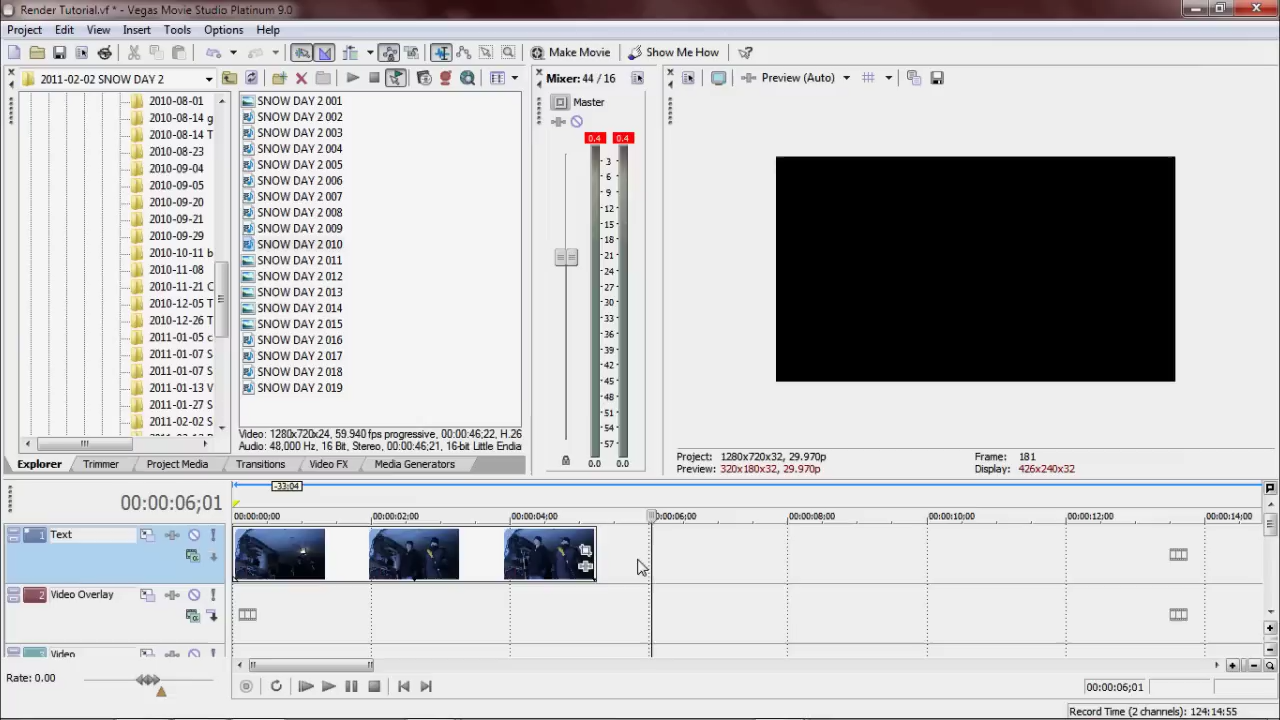 Render Tutorial.vf * - Vegas Movie Studio Platinum 9.0
Project Edit View Insert Tools Options Help
Make Movie Show Me How
2011-02-02 SNOW DAY 2
Mixer: 44 / 16
Preview (Auto)
2010-08-01
2010-08-14 g
2010-08-14 T
2010-08-23
2010-09-04
2010-09-05
2010-09-20
2010-09-21
2010-09-29
2010-10-11 b
2010-11-08
2010-11-21 C
2010-12-05 T
2010-12-26 T
2011-01-05 c
2011-01-07 S
2011-01-07 S
2011-01-13 V
2011-01-27 S
2011-02-02 S
SNOW DAY 2 001
SNOW DAY 2 002
SNOW DAY 2 003
SNOW DAY 2 004
SNOW DAY 2 005
SNOW DAY 2 006
SNOW DAY 2 007
SNOW DAY 2 008
SNOW DAY 2 009
SNOW DAY 2 010
SNOW DAY 2 011
SNOW DAY 2 012
SNOW DAY 2 013
SNOW DAY 2 014
SNOW DAY 2 015
SNOW DAY 2 016
SNOW DAY 2 017
SNOW DAY 2 018
SNOW DAY 2 019
Video: 1280x720x24, 59.940 fps progressive, 00:00:46;22, H.26
Audio: 48,000 Hz, 16 Bit, Stereo, 00:00:46;21, 16-bit Little Endia
Explorer Trimmer Project Media Transitions Video FX Media Generators
Master
0.4 0.4
3
6
9
12
15
18
21
24
27
30
33
36
39
42
45
48
51
54
57
0.0 0.0
Project: 1280x720x32, 29.970p
Frame: 181
Preview: 320x180x32, 29.970p
Display: 426x240x32
-33:04
00:00:06;01
00:00:00;00 00:00:02;00 00:00:04;00 00:00:06;00 00:00:08;00 00:00:10;00 00:00:12;00 00:00:14;00
1 Text
2 Video Overlay
Video
Rate: 0.00
00:00:06;01
Record Time (2 channels): 124:14:55